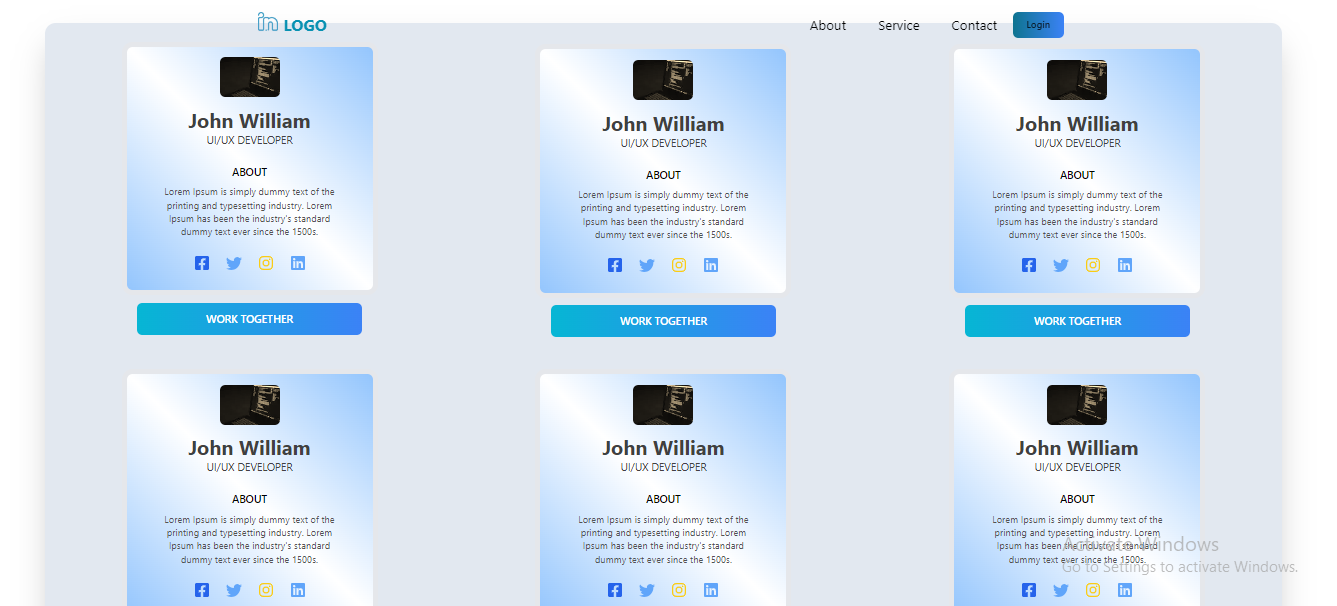 in LOGO
About Service Contact Login
John William
UI/UX DEVELOPER
ABOUT
Lorem Ipsum is simply dummy text of the
printing and typesetting industry. Lorem
Ipsum has been the industry's standard
dummy text ever since the 1500s.
WORK TOGETHER
John William
UI/UX DEVELOPER
ABOUT
Lorem Ipsum is simply dummy text of the
printing and typesetting industry. Lorem
Ipsum has been the industry's standard
dummy text ever since the 1500s.
WORK TOGETHER
John William
UI/UX DEVELOPER
ABOUT
Lorem Ipsum is simply dummy text of the
printing and typesetting industry. Lorem
Ipsum has been the industry's standard
dummy text ever since the 1500s.
WORK TOGETHER
John William
UI/UX DEVELOPER
ABOUT
Lorem Ipsum is simply dummy text of the
printing and typesetting industry. Lorem
Ipsum has been the industry's standard
dummy text ever since the 1500s.
John William
UI/UX DEVELOPER
ABOUT
Lorem Ipsum is simply dummy text of the
printing and typesetting industry. Lorem
Ipsum has been the industry's standard
dummy text ever since the 1500s.
John William
UI/UX DEVELOPER
ABOUT
Lorem Ipsum is simply dummy text of the
printing and typesetting industry. Lorem
Ipsum has been the industry's standard
dummy text ever since the 1500s.
Activate Windows
Go to Settings to activate Windows.